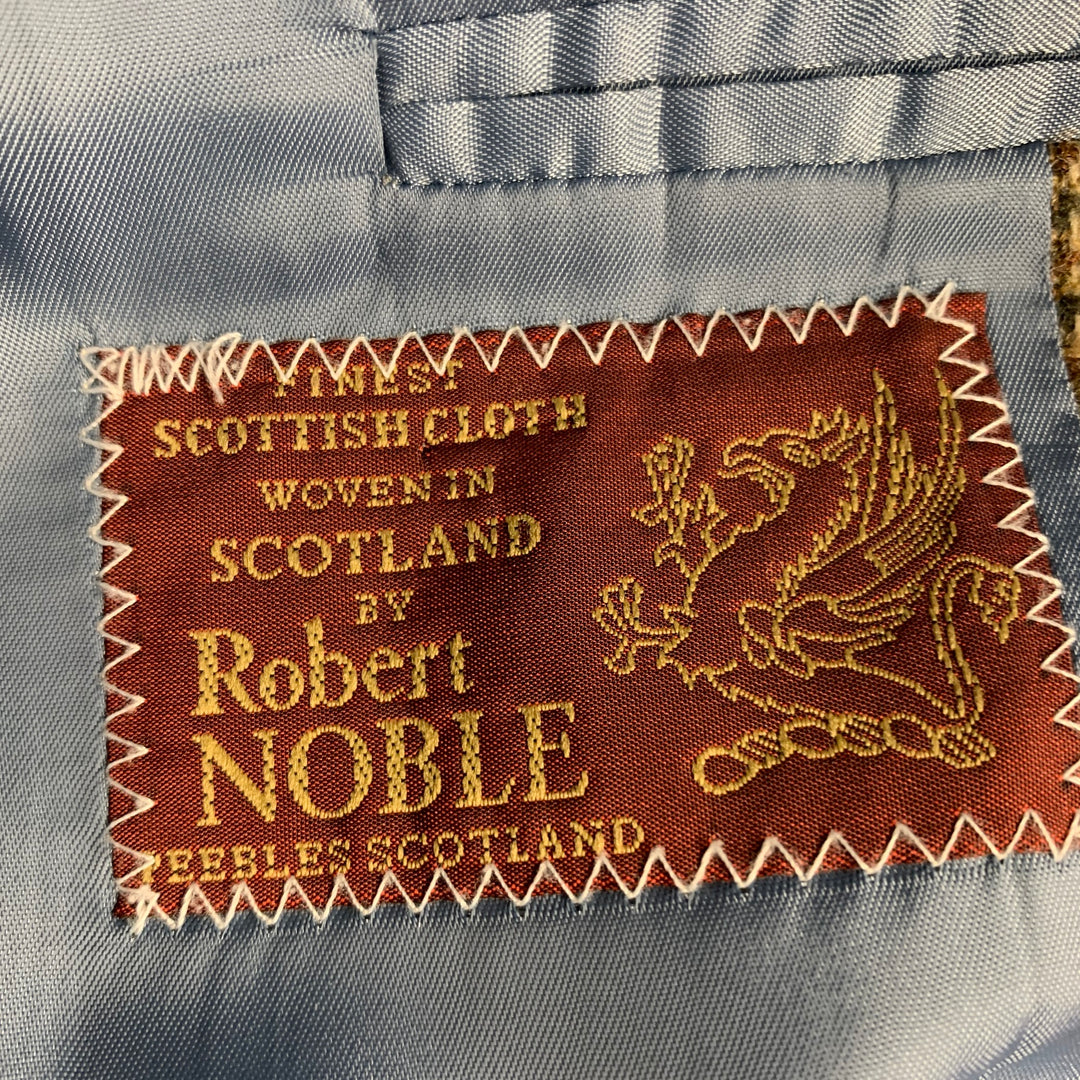 FINEST
SCOTTISH CLOTH
WOVEN IN
SCOTLAND
BY
Robert
NOBLE
PEEBLES SCOTLAND